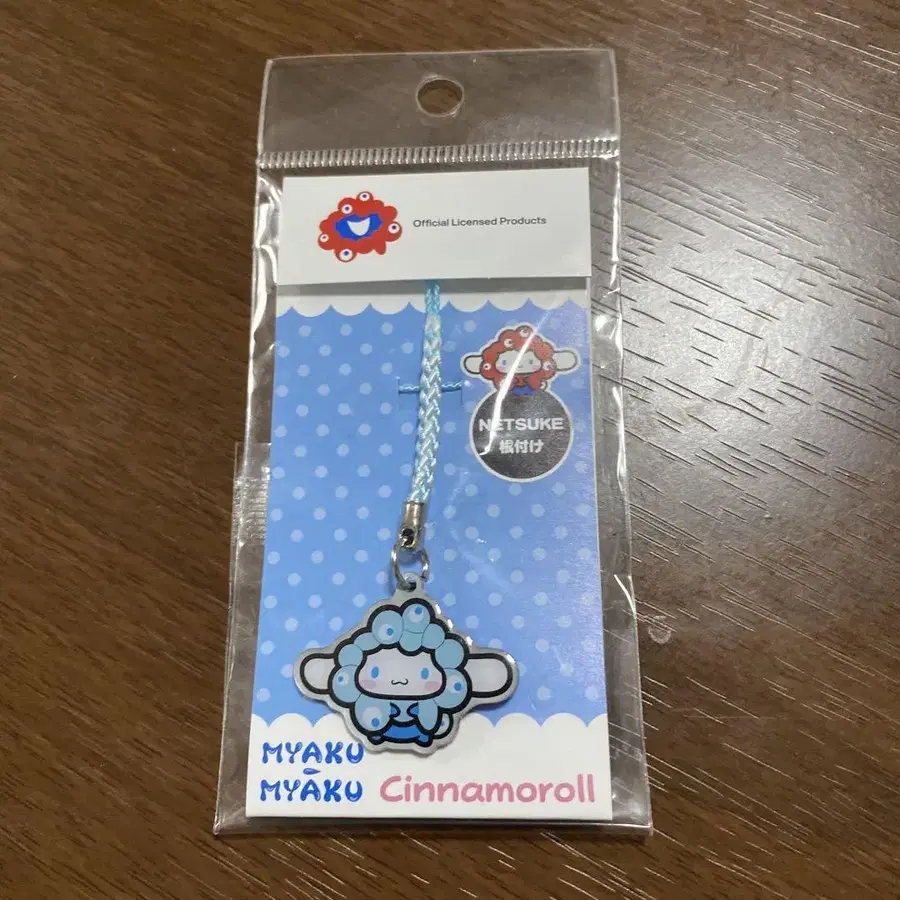 Official Licensed Products
NETSUKE
根付け
MYAKU
-
MYAKU Cinnamoroll